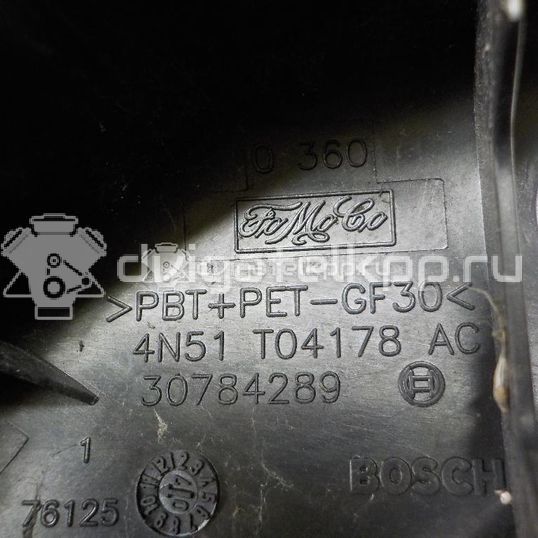 0 360
FoMoCo
dvigatelkopp.ru
>PBT+PET-GF30<
4N51 T04178 AC
30784289
1
BOSCH
76125